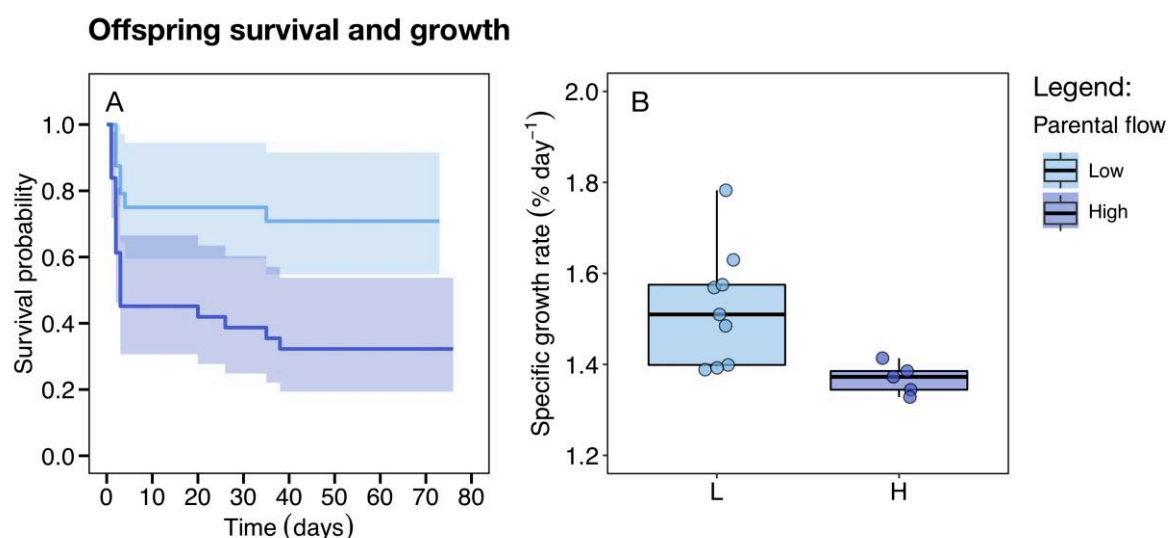 Offspring survival and growth
A
Survival probability
1.0
0.8
0.6
0.4
0.2
0.0
0 10 20 30 40 50 60 70 80
Time (days)
B
Specific growth rate (% day⁻¹)
2.0
1.8
1.6
1.4
1.2
L H
Legend:
Parental flow
Low
High